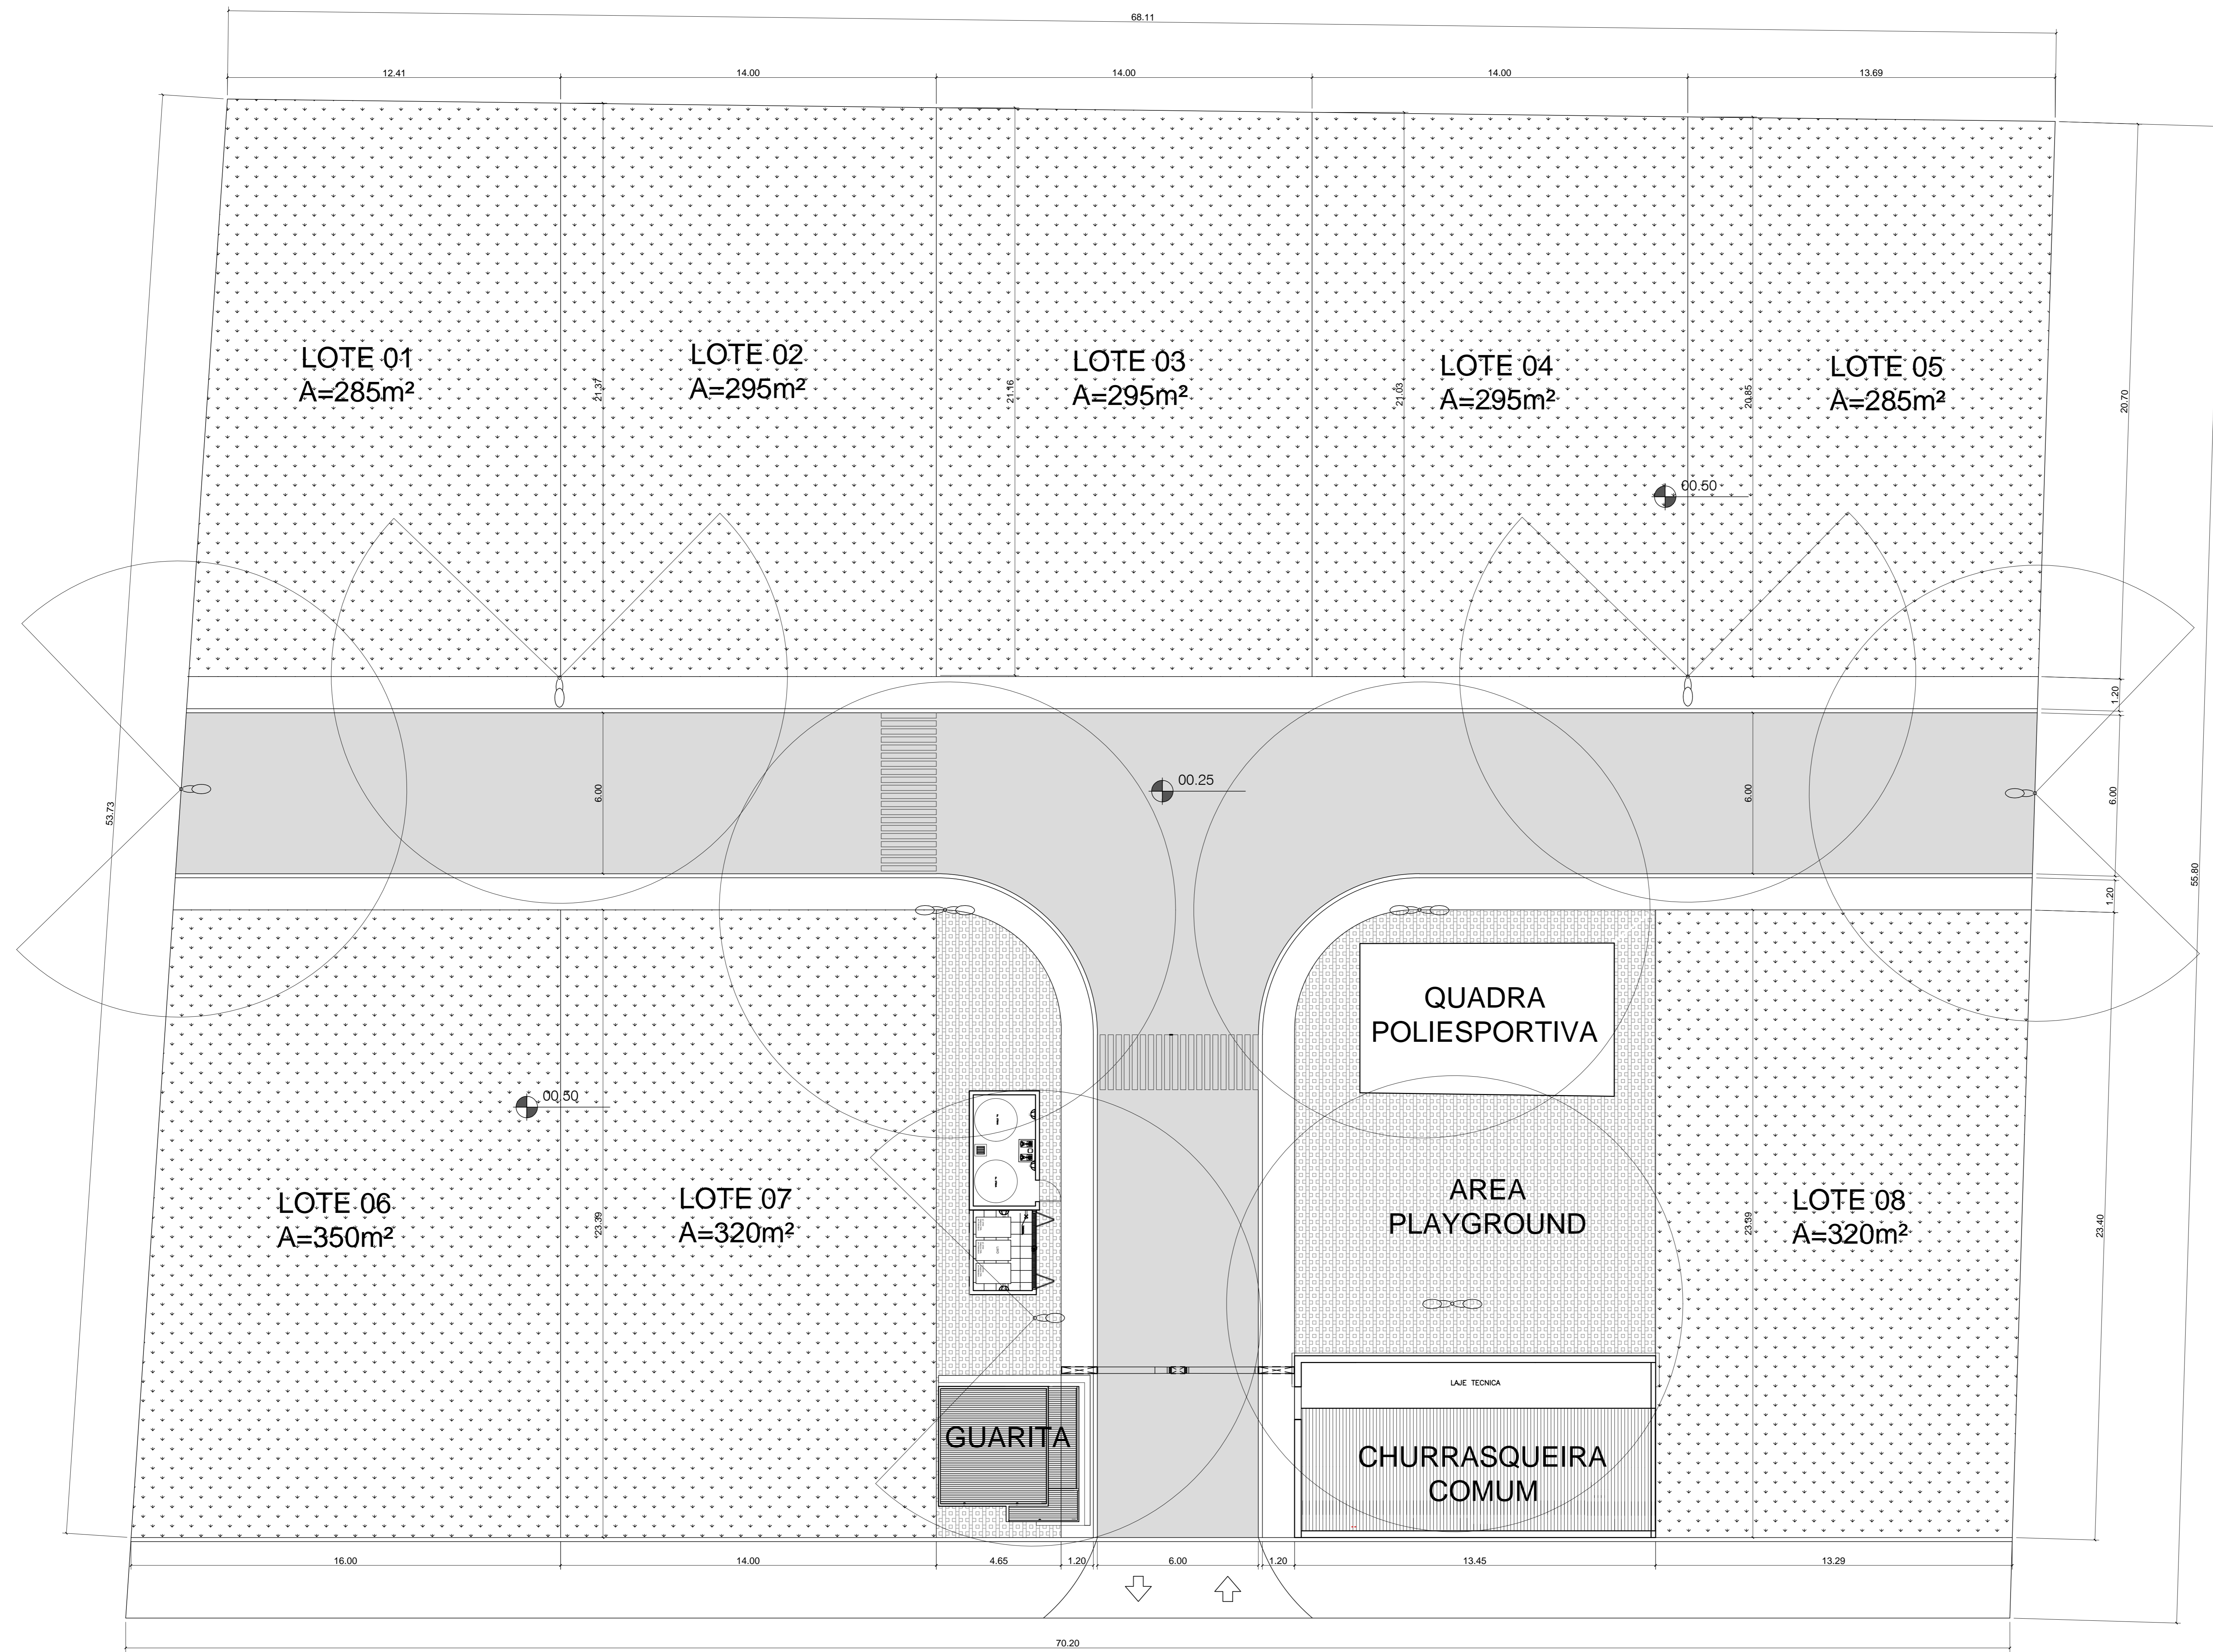 68.11
12.41
14.00
14.00
14.00
13.69
LOTE 01
A=285m²
LOTE 02
A=295m²
LOTE 03
A=295m²
LOTE 04
A=295m²
LOTE 05
A=285m²
21.37
21.16
21.03
20.85
20.70
00.50
1.20
53.73
6.00
00.25
6.00
6.00
55.80
1.20
QUADRA
POLIESPORTIVA
00.50
LOTE 06
A=350m²
23.39
LOTE 07
A=320m²
AREA
PLAYGROUND
23.39
LOTE 08
A=320m²
23.40
LAJE TECNICA
GUARITA
CHURRASQUEIRA
COMUM
16.00
14.00
4.65
1.20
6.00
1.20
13.45
13.29
70.20